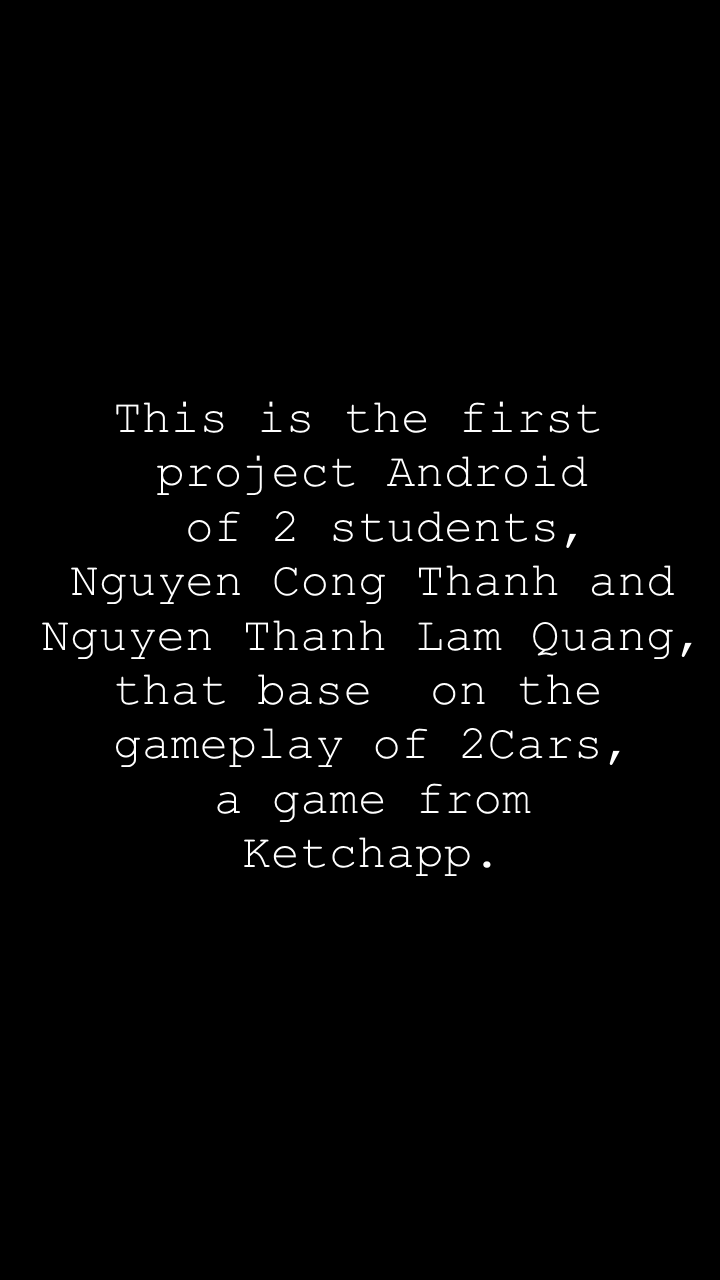 This is the first
project Android
of 2 students,
Nguyen Cong Thanh and
Nguyen Thanh Lam Quang,
that base  on the
gameplay of 2Cars,
a game from
Ketchapp.